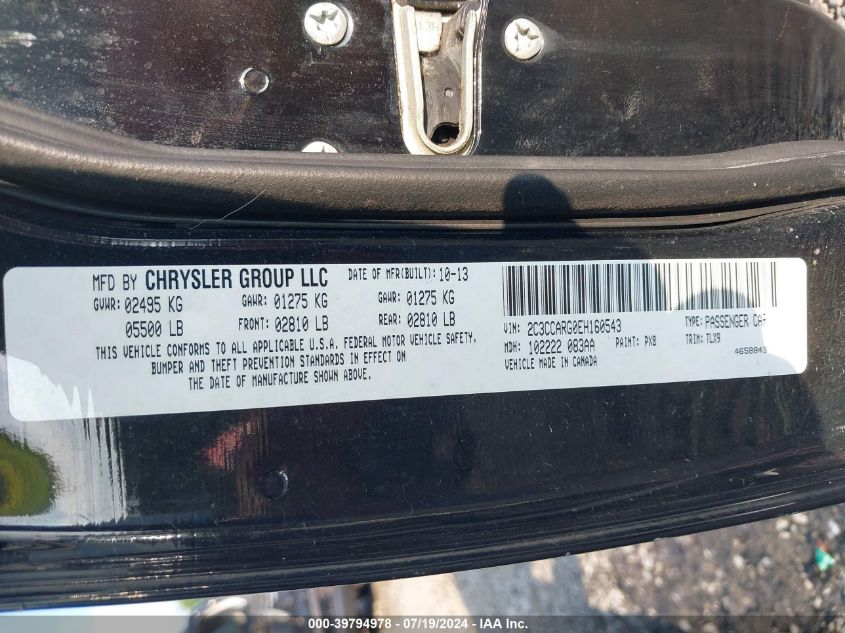 MFD BY CHRYSLER GROUP LLC DATE OF MFR(BUILT): 10-13
GVWR: 02495 KG GAWR: 01275 KG GAWR: 01275 KG
05500 LB FRONT: 02810 LB REAR: 02810 LB
THIS VEHICLE CONFORMS TO ALL APPLICABLE U.S.A. FEDERAL MOTOR VEHICLE SAFETY,
BUMPER AND THEFT PREVENTION STANDARDS IN EFFECT ON
THE DATE OF MANUFACTURE SHOWN ABOVE.
VIN: 2C3CCARG0EH160543 TYPE: PASSENGER CAR
MDH: 102222 083AA PAINT: PX8 TRIM: TLX9
VEHICLE MADE IN CANADA 4658843
000-39794978 - 07/19/2024 - IAA Inc.